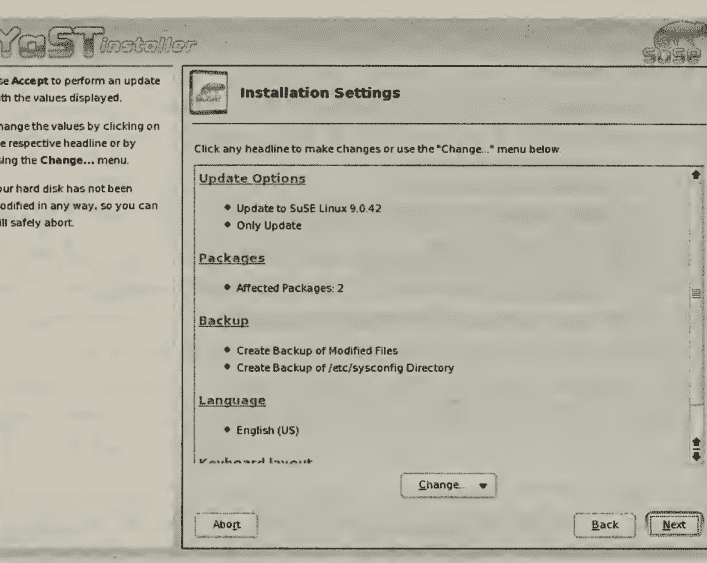 YaST installer
SuSE
se Accept to perform an update
th the values displayed.
hange the values by clicking on
e respective headline or by
sing the Change... menu.
our hard disk has not been
odified in any way, so you can
ill safely abort.
Installation Settings
Click any headline to make changes or use the "Change..." menu below.
Update Options
Update to SuSE Linux 9.0.42
Only Update
Packages
Affected Packages: 2
Backup
Create Backup of Modified Files
Create Backup of /etc/sysconfig Directory
Language
English (US)
Keyboard layout
Change...
Abort
Back
Next